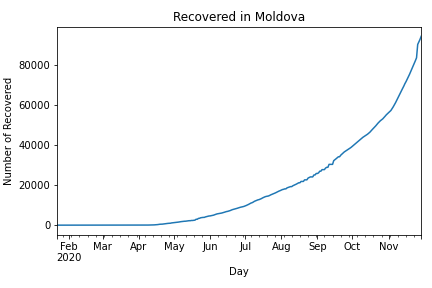 Recovered in Moldova
Number of Recovered
80000
60000
40000
20000
0
Feb Mar Apr May Jun Jul Aug Sep Oct Nov
2020
Day